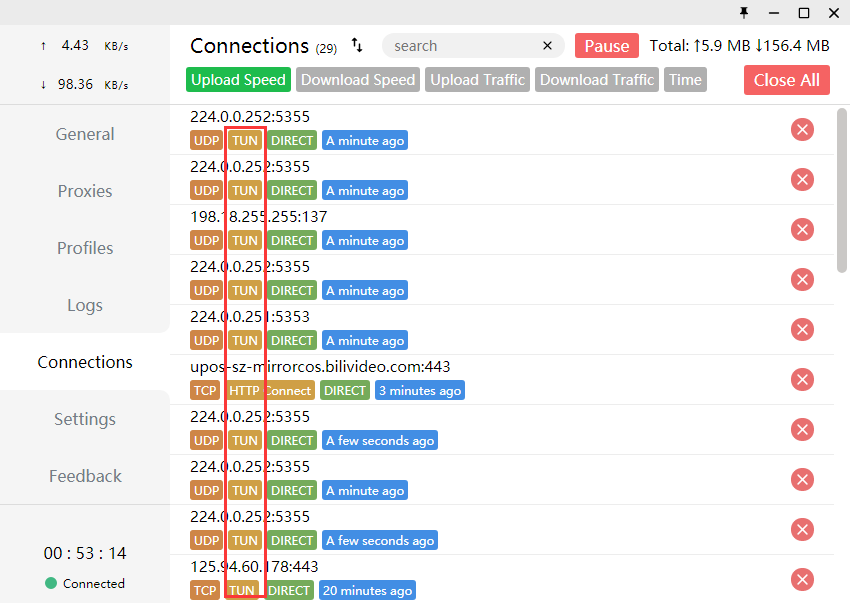 ↑ 4.43 KB/s
↓ 98.36 KB/s
General
Proxies
Profiles
Logs
Connections
Settings
Feedback
00 : 53 : 14
Connected
Connections (29) search Pause Total: ↑5.9 MB ↓156.4 MB
Upload Speed Download Speed Upload Traffic Download Traffic Time Close All
224.0.0.252:5355
UDP TUN DIRECT A minute ago
224.0.0.252:5355
UDP TUN DIRECT A minute ago
198.18.255.255:137
UDP TUN DIRECT A minute ago
224.0.0.252:5355
UDP TUN DIRECT A minute ago
224.0.0.251:5353
UDP TUN DIRECT A minute ago
upos-sz-mirrorcos.bilivideo.com:443
TCP HTTP Connect DIRECT 3 minutes ago
224.0.0.252:5355
UDP TUN DIRECT A few seconds ago
224.0.0.252:5355
UDP TUN DIRECT A minute ago
224.0.0.252:5355
UDP TUN DIRECT A few seconds ago
125.94.60.178:443
TCP TUN DIRECT 20 minutes ago